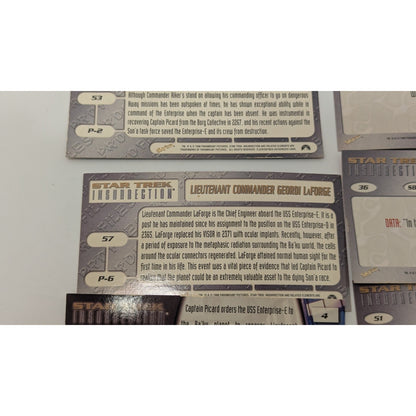 Although Commander Riker's stand on allowing his commanding officer to go on dangerous
Away missions has been outspoken at times, he has shown exceptional ability while in
command of the Enterprise when the captain has been absent. He was instrumental in
recovering Captain Picard from the Borg Collective in 2367, and his recent actions against the
Son'a task force saved the Enterprise-E and its crew from destruction.
53
P-2
STAR TREK
INSURRECTION
LIEUTENANT COMMANDER GEORDI LaFORGE
Lieutenant Commander LaForge is the Chief Engineer aboard the USS Enterprise-E. It is a
post he has maintained since his assignment to the position on the USS Enterprise-D in
2365. LaForge replaced his VISOR in 2371 with ocular implants. Recently, however, after
a period of exposure to the metaphasic radiation surrounding the Ba'ku world, the cells
around the ocular connectors regenerated. LaForge attained normal human sight for the
first time in his life. This event was a vital piece of evidence that led Captain Picard to
could be an extremely valuable asset to the dying Son'a race.
57
P-6
STAR TREK
INSURRECTION
Captain Picard orders the USS Enterprise-E to
4
STAR TREK
INSURRECTION
36
DATA: "In
STAR TREK
51